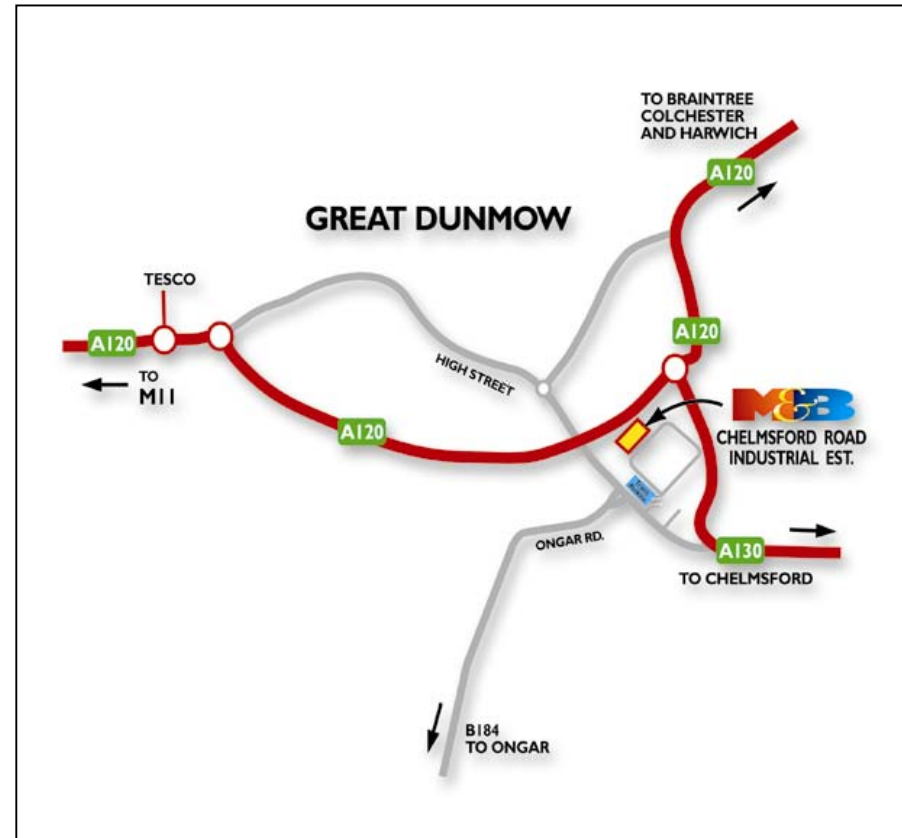 TO BRAINTREE
COLCHESTER
AND HARWICH
A120
GREAT DUNMOW
TESCO
A120
A120
TO
M11
HIGH STREET
A120
M&B
CHELMSFORD ROAD
INDUSTRIAL EST.
ONGAR RD.
A130
TO CHELMSFORD
B184
TO ONGAR